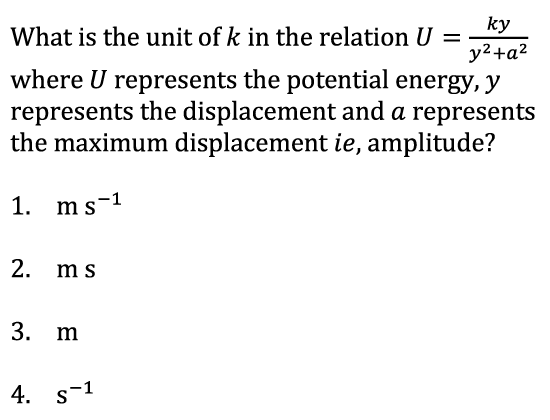 What is the unit of k in the relation U = ky/(y²+a²)
where U represents the potential energy, y
represents the displacement and a represents
the maximum displacement ie, amplitude?
1. m s⁻¹
2. m s
3. m
4. s⁻¹